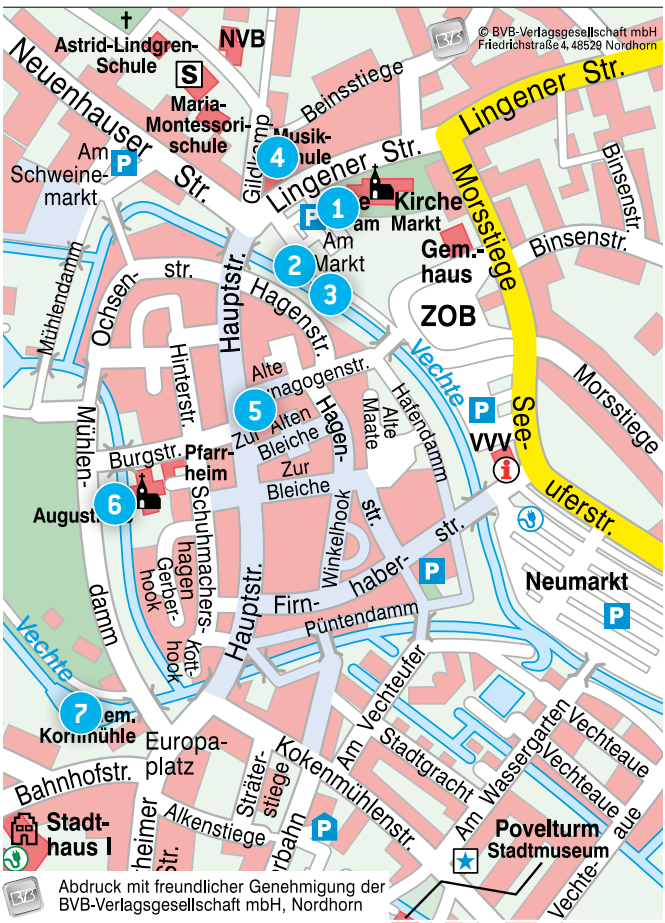 © BVB-Verlagsgesellschaft mbH
Friedrichstraße 4, 48529 Nordhorn
Astrid-Lindgren-
Schule
NVB
S
Maria-
Montessori-
schule
Neuenhauser Str.
Beinsstiege
Lingener Str.
Gildkamp
4
Lingener Str.
Am
Schweine-
markt
P
P
1
Kirche
am Markt
Am
Markt
2
3
Gem.-
haus
Morsstiege
Binsenstr.
Binsenstr.
ZOB
Morsstiege
Mühlendamm
Ochsen-
str.
Hauptstr.
Hagenstr.
Hinterstr.
Alte
5
Zur Alten
Bleiche
Hagen-
str.
Alte
Maate
Hafendamm
Vechte
P
VVV
i
See-
uferstr.
Mühlen-
damm
Burgstr.
Pfarr-
heim
6
Zur
Bleiche
Schuhmachers-
hagen
Gerber-
hook
Kott-
hook
Winkelhook
Firn-
haber-
str.
Hauptstr.
Püntendamm
P
Neumarkt
P
Vechte
7
Kornmühle
Europa-
platz
Bahnhofstr.
Am Vechteufer
Stadtgracht
Am Wassergarten
Vechteaue
Vechteaue
Vechte-
aue
Kokenmühlenstr.
Sträter-
stiege
Alkenstiege
P
Stadt-
haus I
Str.
Povelturm
Stadtmuseum
BVB
Abdruck mit freundlicher Genehmigung der
BVB-Verlagsgesellschaft mbH, Nordhorn